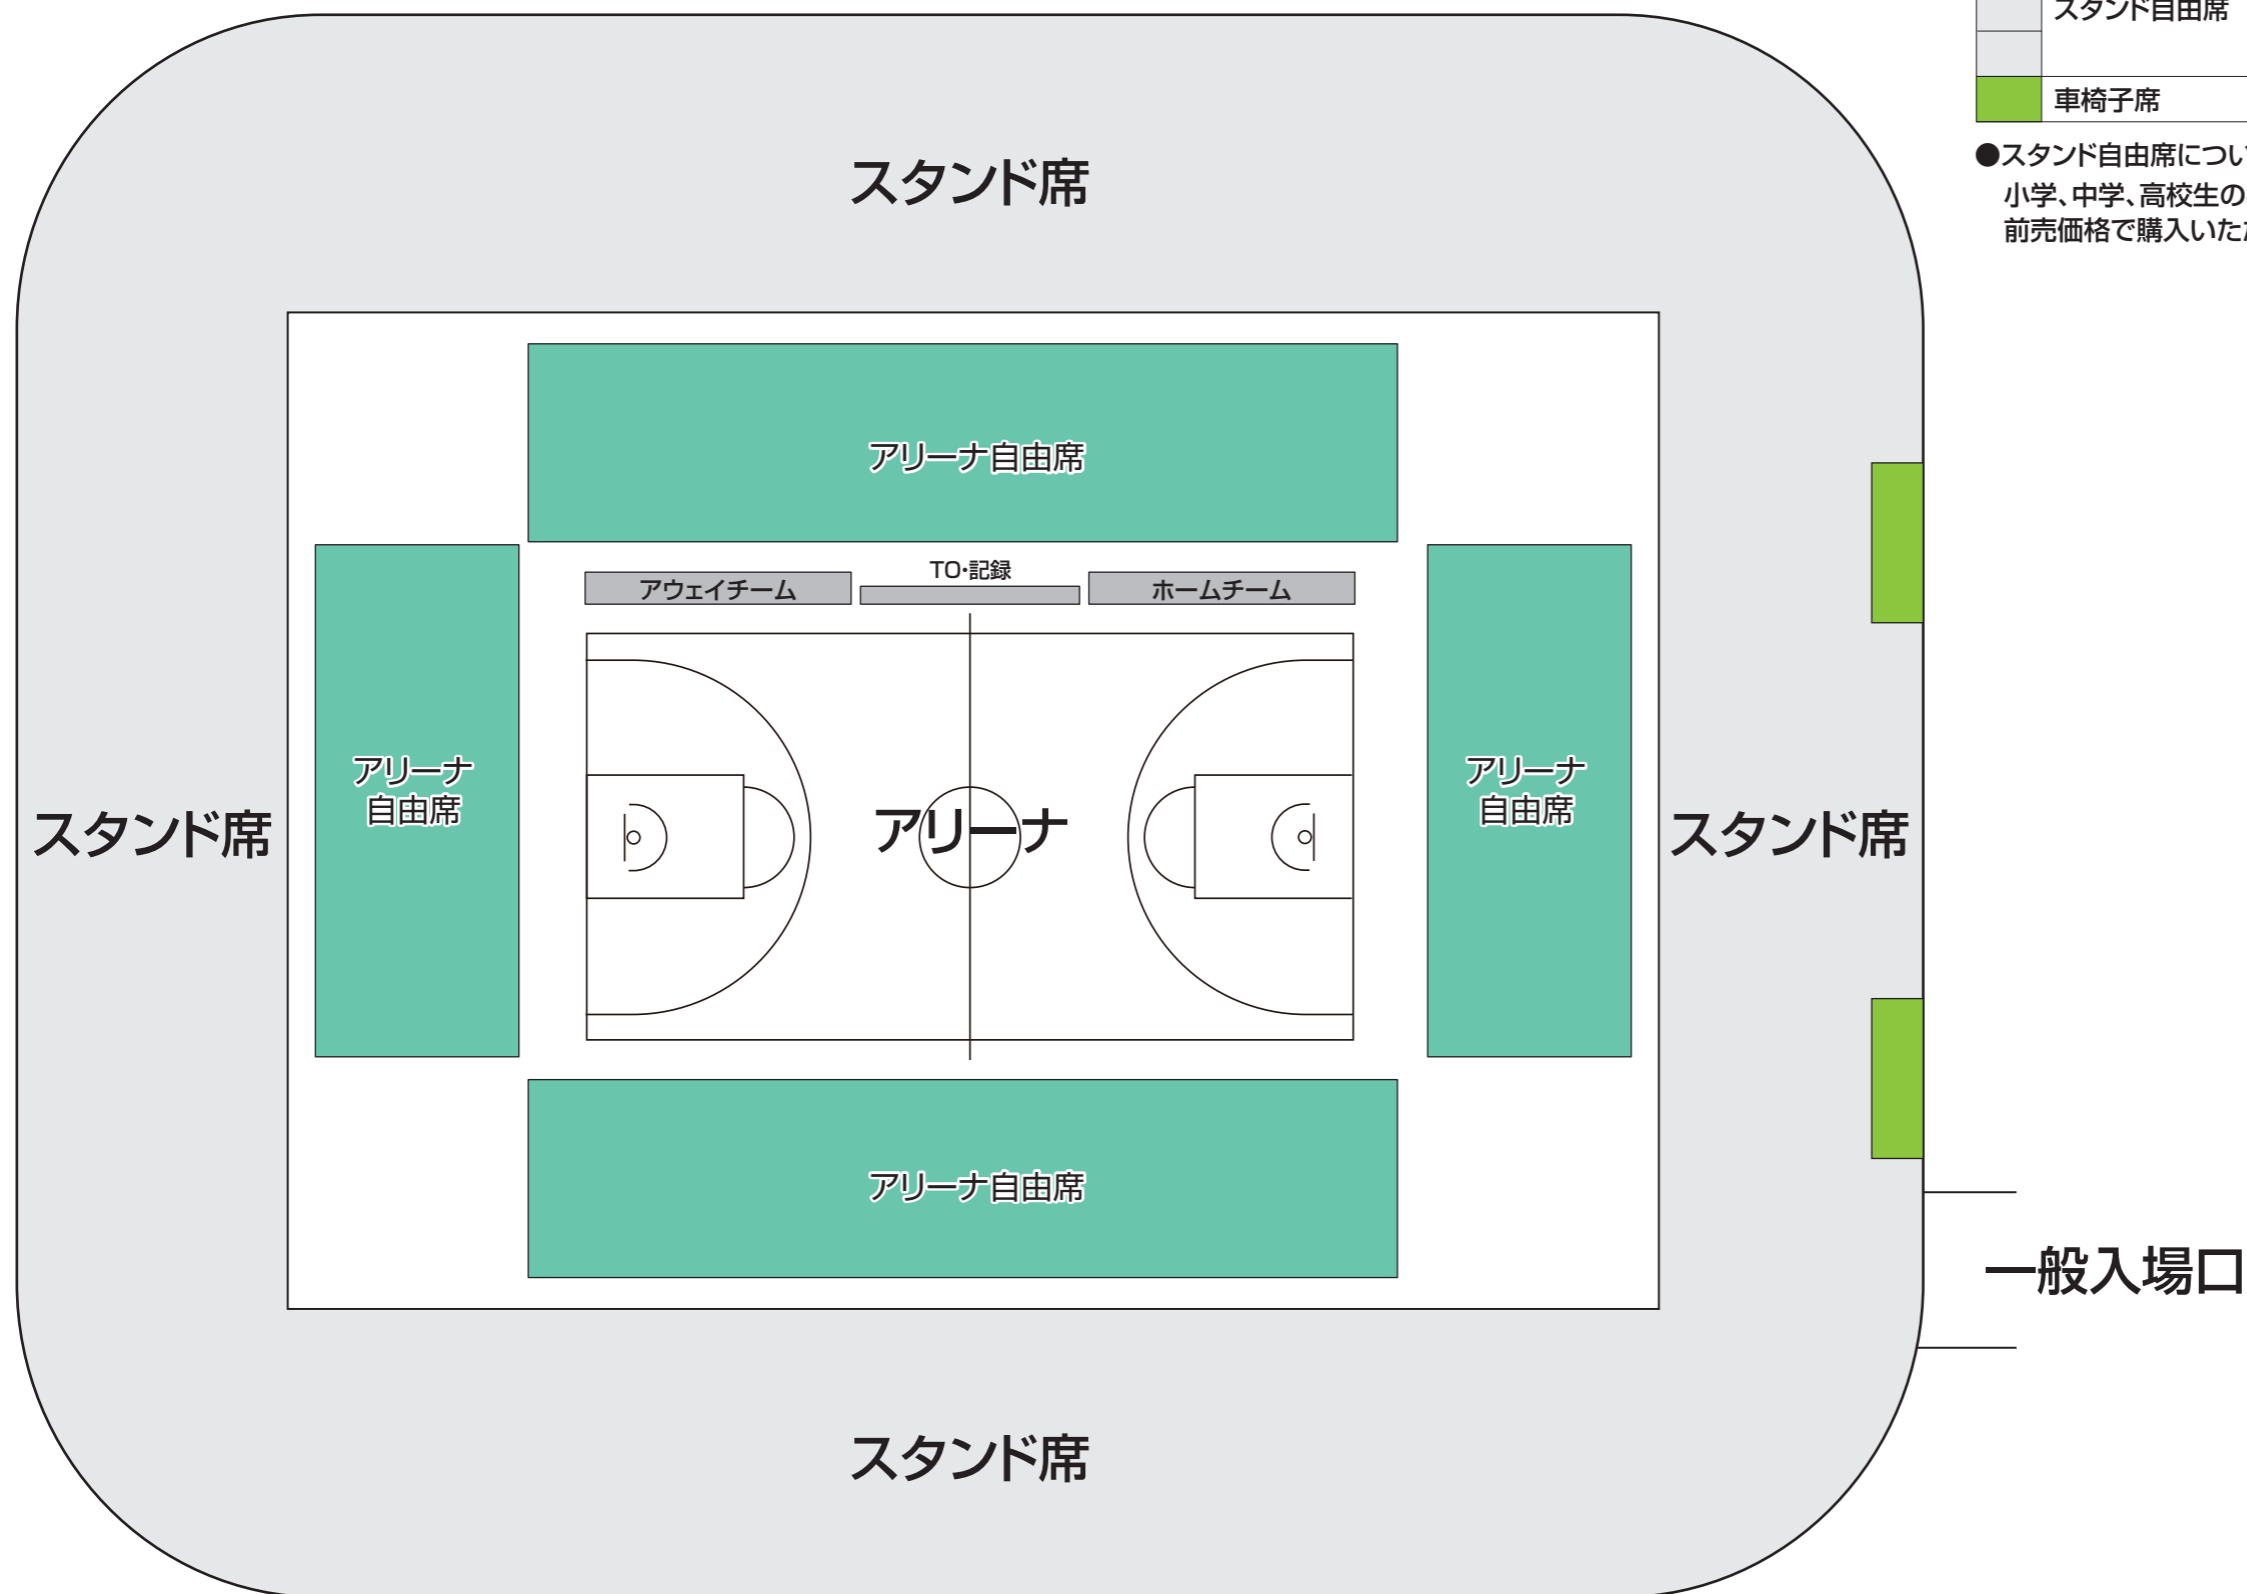 スタンド自由席
車椅子席
●スタンド自由席につい
小学、中学、高校生の
前売価格で購入いた
スタンド席
アリーナ自由席
アウェイチーム
TO・記録
ホームチーム
アリーナ
自由席
アリーナ
アリーナ
自由席
スタンド席
スタンド席
アリーナ自由席
一般入場口
スタンド席